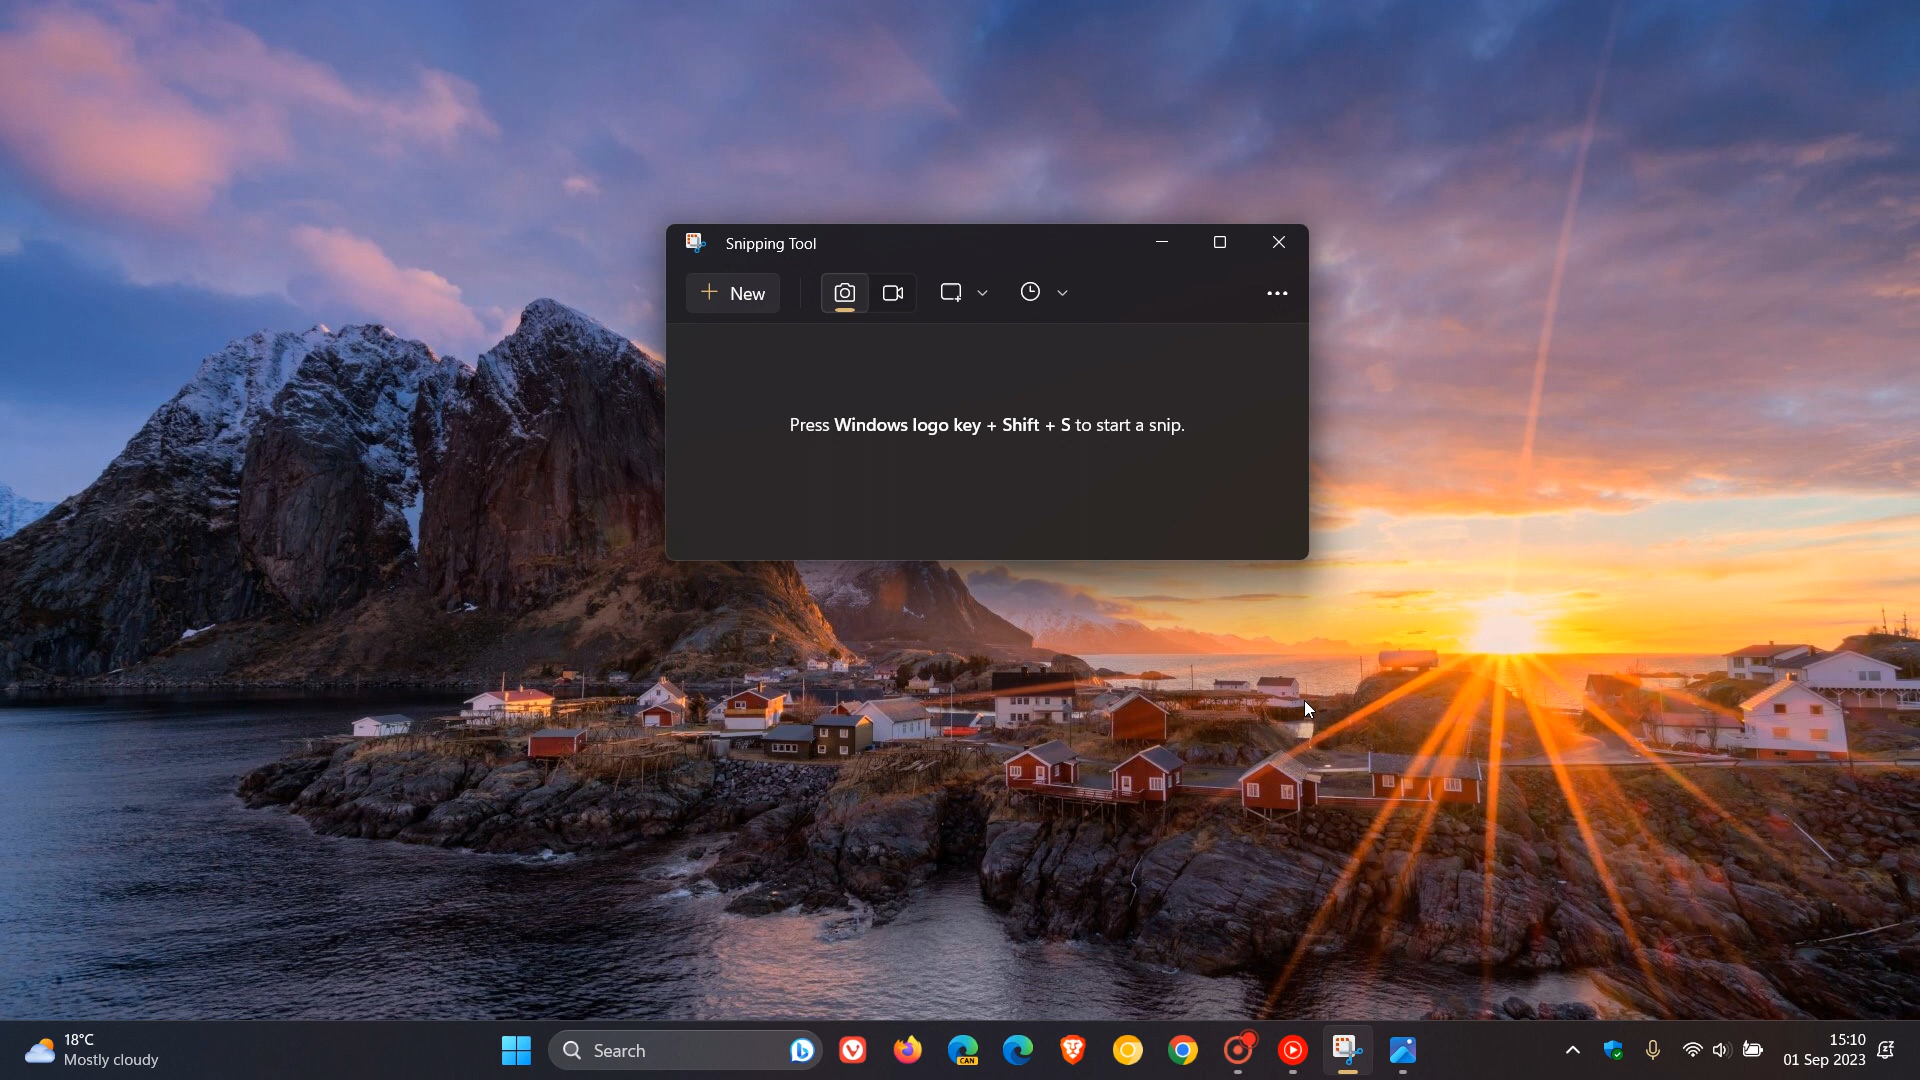 Snipping Tool
New
Press Windows logo key + Shift + S to start a snip.
18°C
Mostly cloudy
Search
CAN
15:10
01 Sep 2023